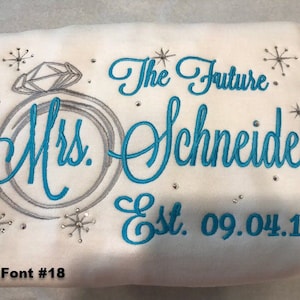 The Future
Mrs. Schneide
Est. 09.04.1
Font #18